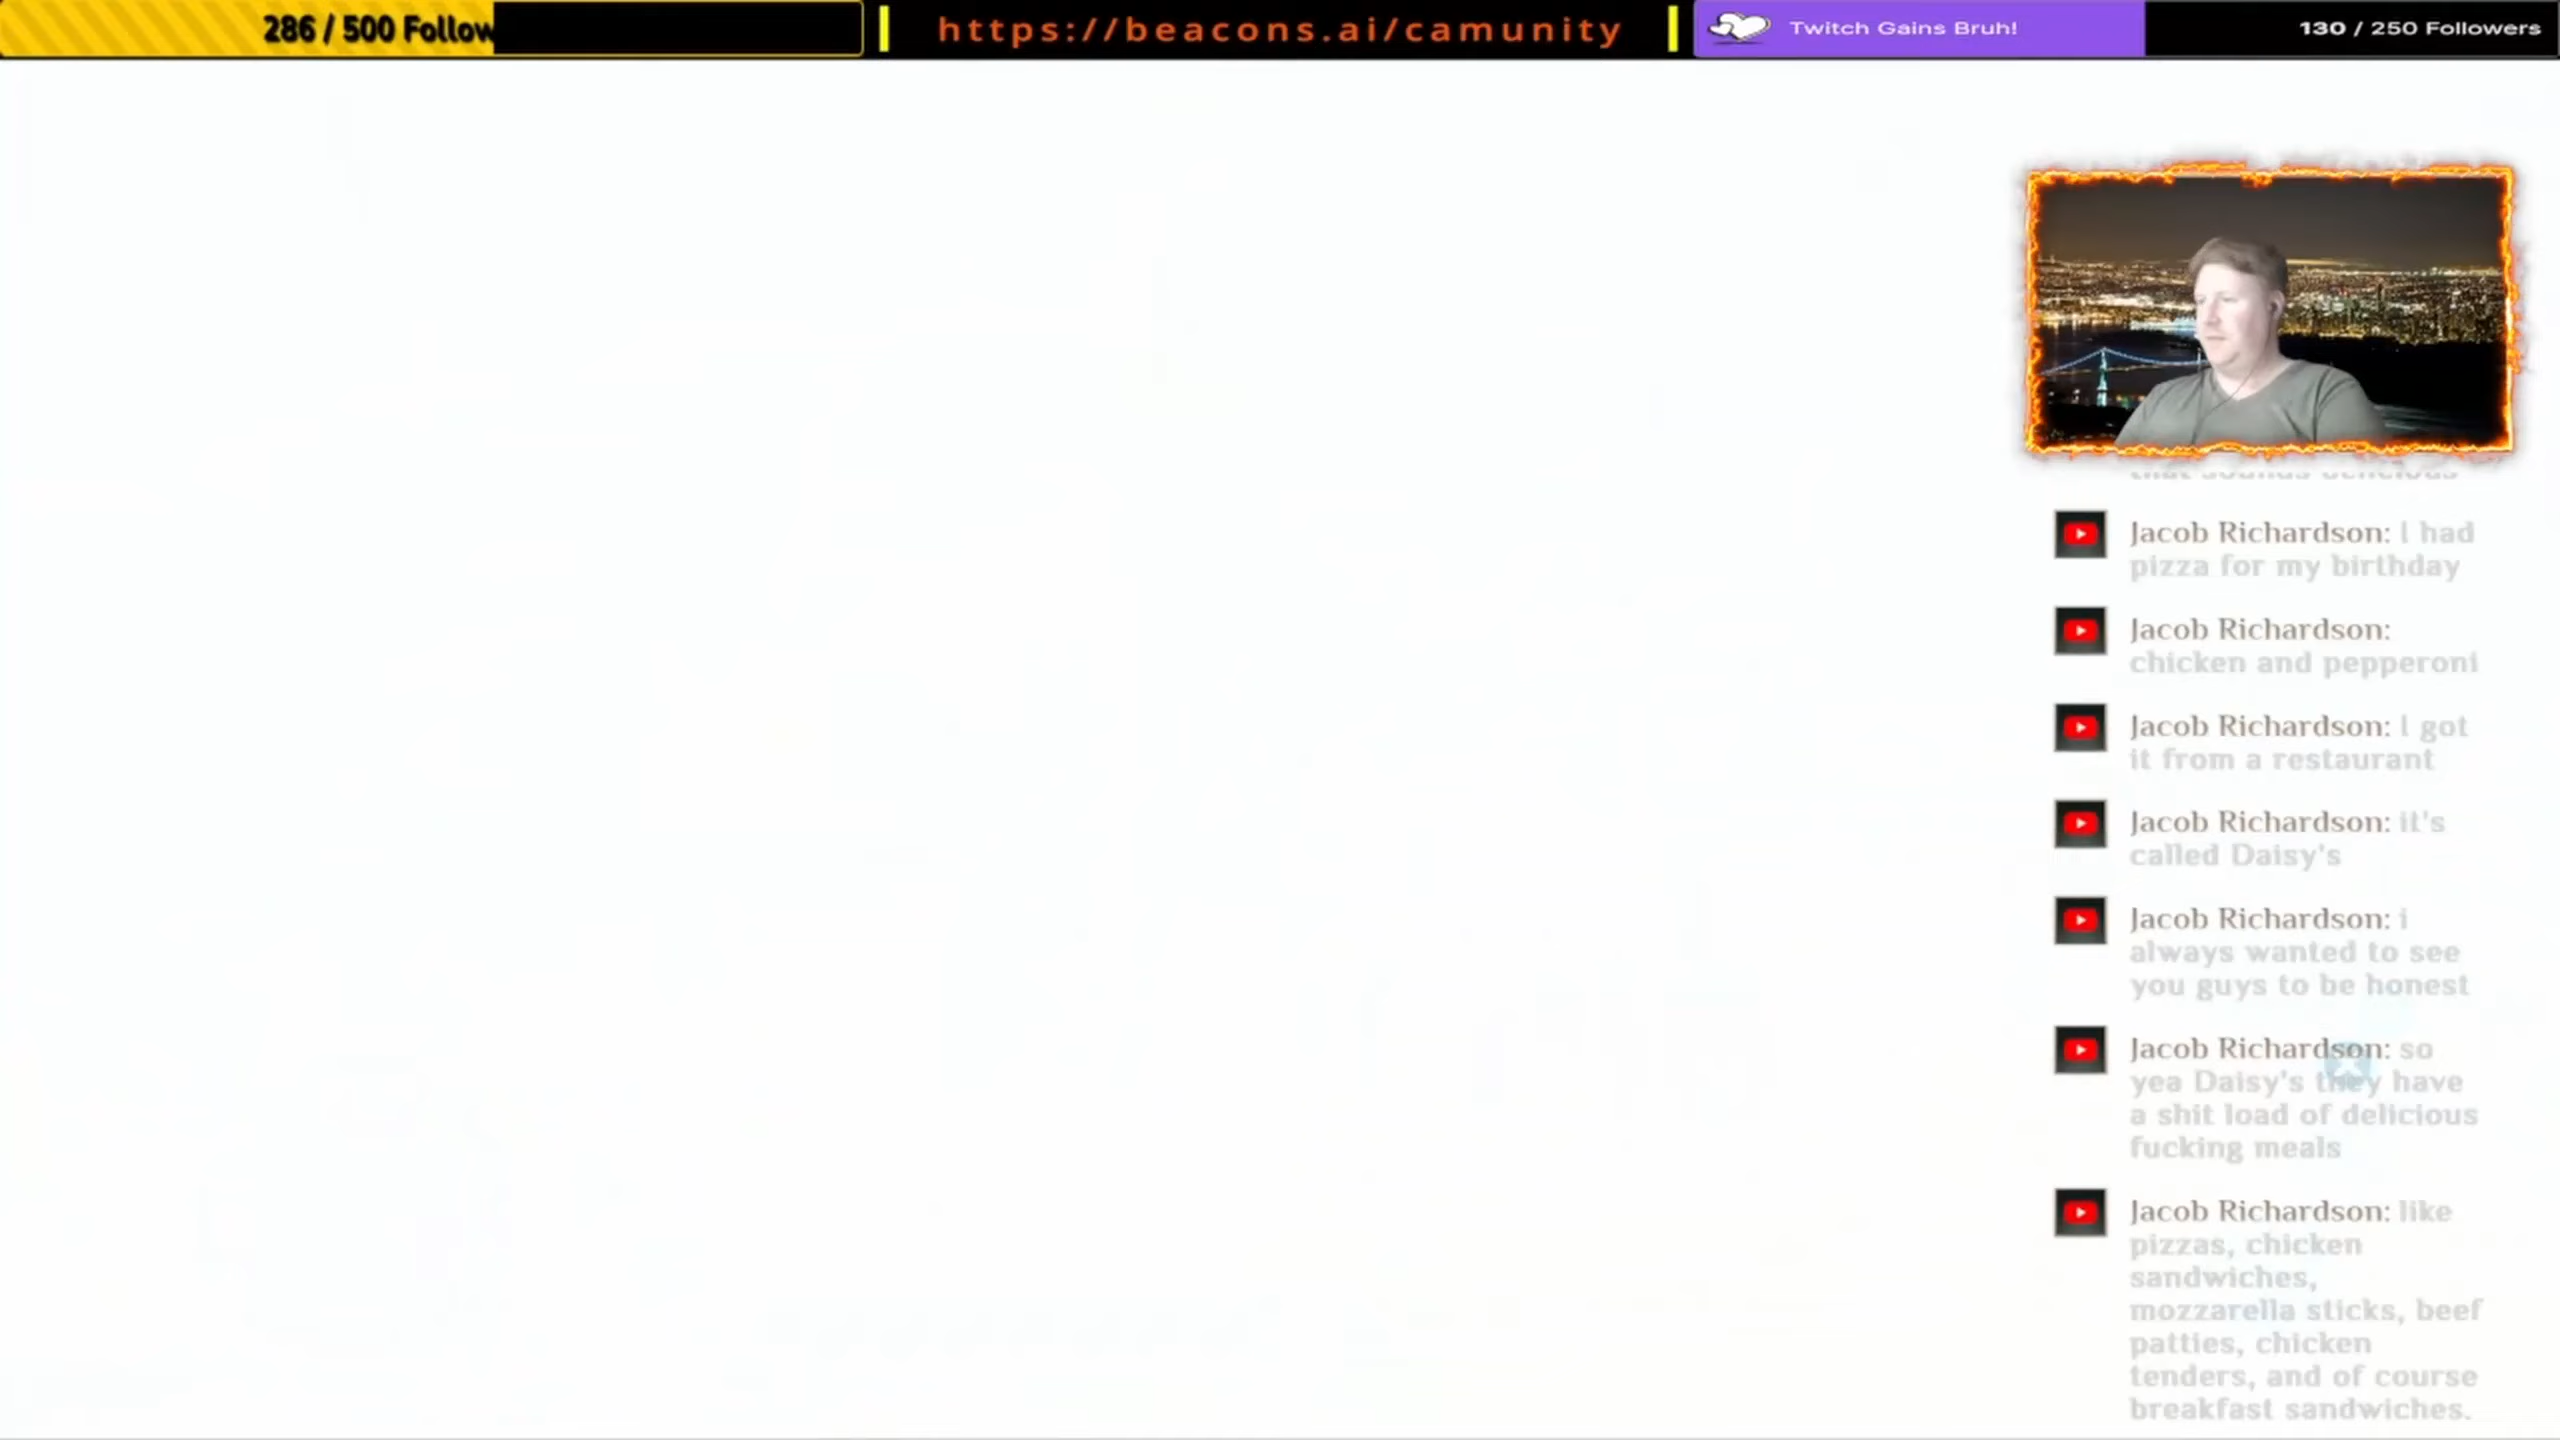 286 / 500 Follow
https://beacons.ai/camunity
Twitch Gains Bruh!
130 / 250 Followers
that sounds delicious
Jacob Richardson: I had
pizza for my birthday
Jacob Richardson:
chicken and pepperoni
Jacob Richardson: I got
it from a restaurant
Jacob Richardson: it's
called Daisy's
Jacob Richardson: i
always wanted to see
you guys to be honest
Jacob Richardson: so
yea Daisy's they have
a shit load of delicious
fucking meals
Jacob Richardson: like
pizzas, chicken
sandwiches,
mozzarella sticks, beef
patties, chicken
tenders, and of course
breakfast sandwiches.